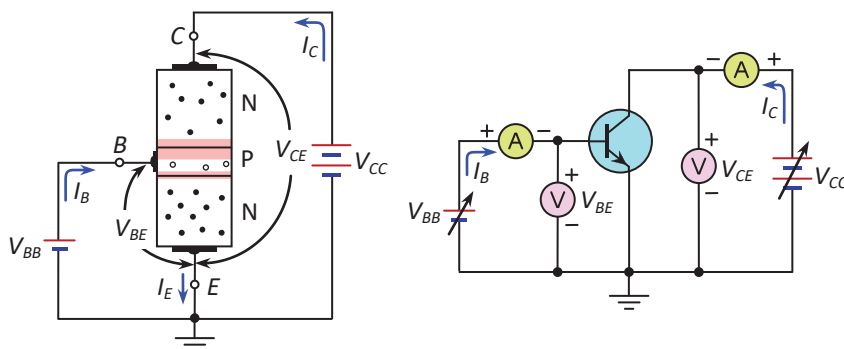 C
I_C
N
B
P
V_CE
V_CC
I_B
V_BE
N
V_BB
I_E
E
− A +
I_C
+ A −
I_B
+
V
−
V_BE
+
V
−
V_CE
V_BB
V_CC